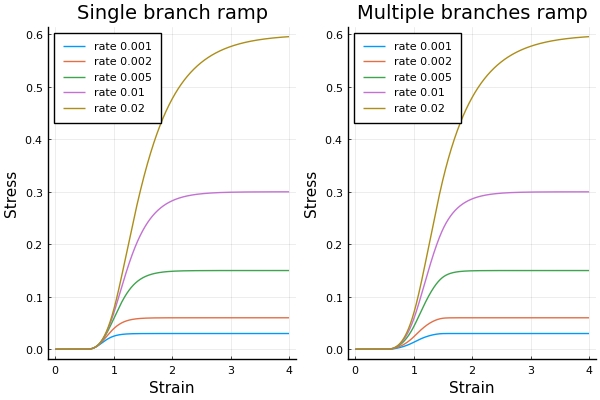 Single branch ramp
0.6
0.5
0.4
0.3
0.2
0.1
0.0
Stress
rate 0.001
rate 0.002
rate 0.005
rate 0.01
rate 0.02
0 1 2 3 4
Strain
Multiple branches ramp
0.6
0.5
0.4
0.3
0.2
0.1
0.0
Stress
rate 0.001
rate 0.002
rate 0.005
rate 0.01
rate 0.02
0 1 2 3 4
Strain